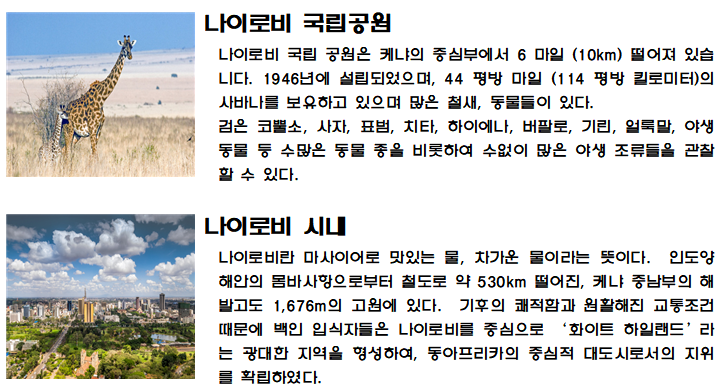 나이로비 국립공원
나이로비 국립 공원은 케냐의 중심부에서 6 마일 (10km) 떨어져 있습
니다. 1946년에 설립되었으며, 44 평방 마일 (114 평방 킬로미터)의
사바나를 보유하고 있으며 많은 철새, 동물들이 있다.
검은 코뿔소, 사자, 표범, 치타, 하이에나, 버팔로, 기린, 얼룩말, 야생
동물 등 수많은 동물 종을 비롯하여 수없이 많은 야생 조류들을 관찰
할 수 있다.
나이로비 시내
나이로비란 마사이어로 맛있는 물, 차가운 물이라는 뜻이다. 인도양
해안의 몸바사항으로부터 철도로 약 530km 떨어진, 케냐 중남부의 해
발고도 1,676m의 고원에 있다. 기후의 쾌적함과 원활해진 교통조건
때문에 백인 입식자들은 나이로비를 중심으로 ‘화이트 하일랜드’라
는 광대한 지역을 형성하여, 동아프리카의 중심적 대도시로서의 지위
를 확립하였다.